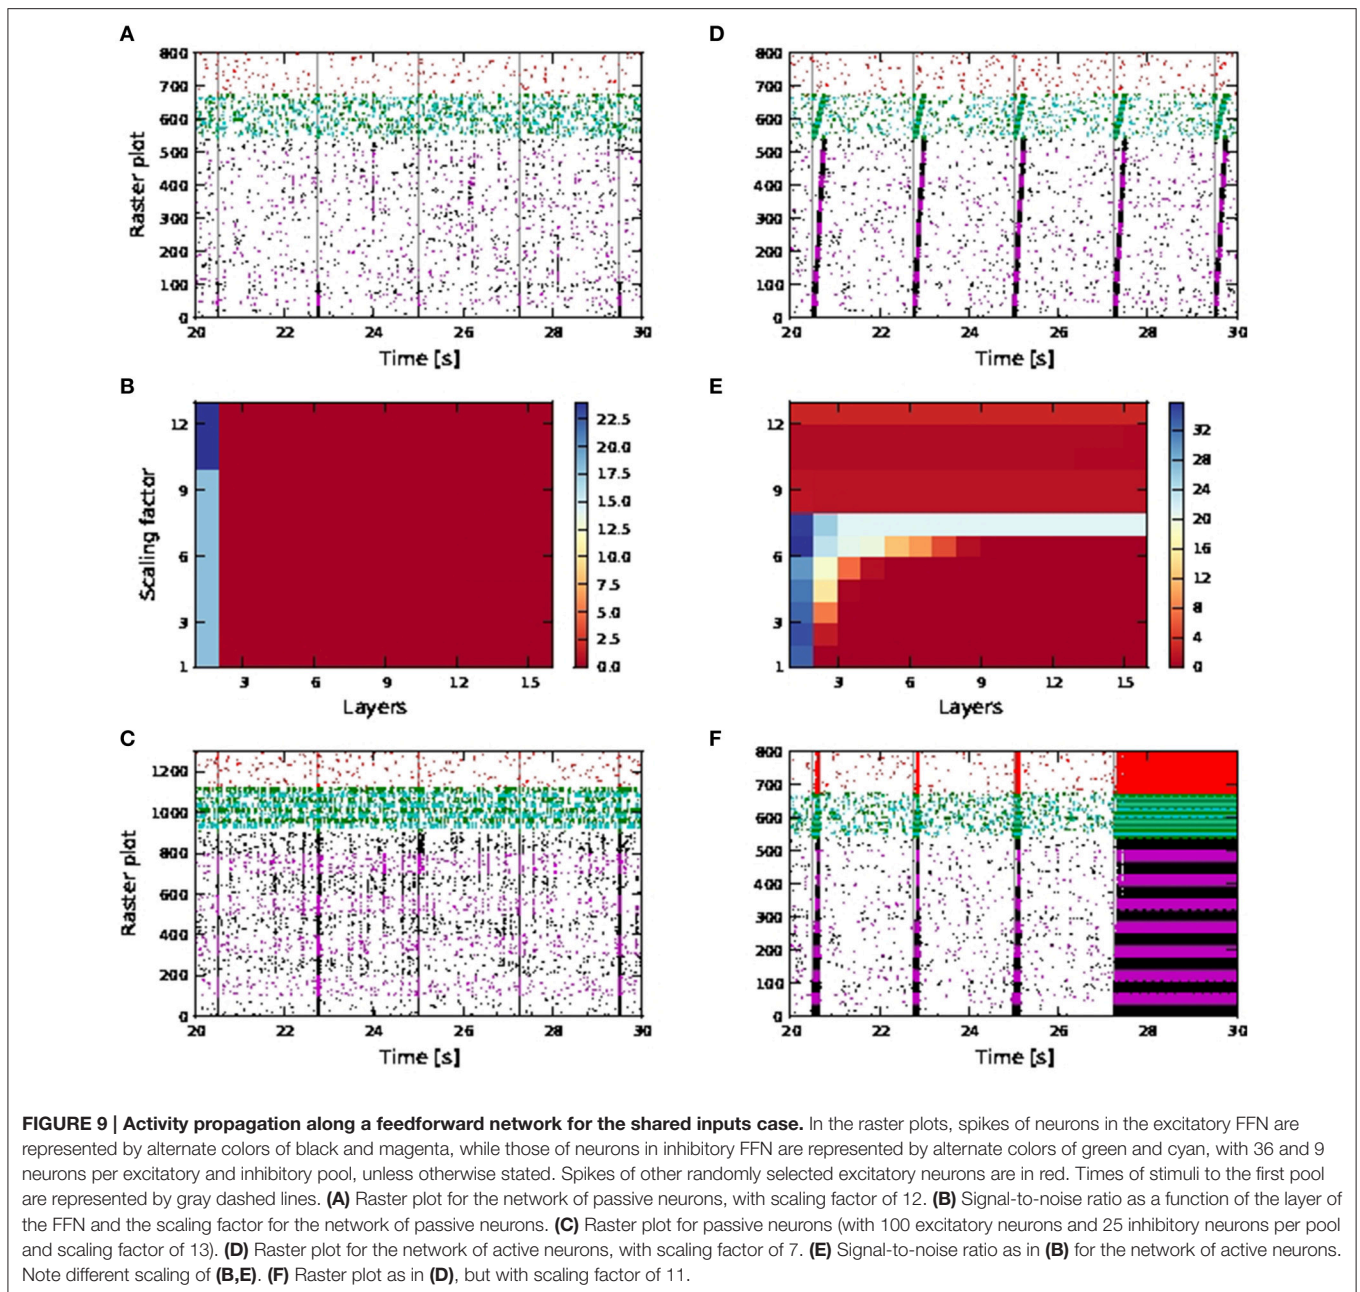 A
Raster plot
800
700
600
500
400
300
200
100
0
20 22 24 26 28 30
Time [s]
D
800
700
600
500
400
300
200
100
0
20 22 24 26 28 30
Time [s]
B
Scaling factor
12
9
6
3
1
3 6 9 12 15
Layers
22.5
20.0
17.5
15.0
12.5
10.0
7.5
5.0
2.5
0.0
E
12
9
6
3
1
3 6 9 12 15
Layers
32
28
24
20
16
12
8
4
0
C
Raster plot
1200
1000
800
600
400
200
0
20 22 24 26 28 30
Time [s]
F
800
700
600
500
400
300
200
100
0
20 22 24 26 28 30
Time [s]
FIGURE 9 | Activity propagation along a feedforward network for the shared inputs case. In the raster plots, spikes of neurons in the excitatory FFN are
represented by alternate colors of black and magenta, while those of neurons in inhibitory FFN are represented by alternate colors of green and cyan, with 36 and 9
neurons per excitatory and inhibitory pool, unless otherwise stated. Spikes of other randomly selected excitatory neurons are in red. Times of stimuli to the first pool
are represented by gray dashed lines. (A) Raster plot for the network of passive neurons, with scaling factor of 12. (B) Signal-to-noise ratio as a function of the layer of
the FFN and the scaling factor for the network of passive neurons. (C) Raster plot for passive neurons (with 100 excitatory neurons and 25 inhibitory neurons per pool
and scaling factor of 13). (D) Raster plot for the network of active neurons, with scaling factor of 7. (E) Signal-to-noise ratio as in (B) for the network of active neurons.
Note different scaling of (B,E). (F) Raster plot as in (D), but with scaling factor of 11.